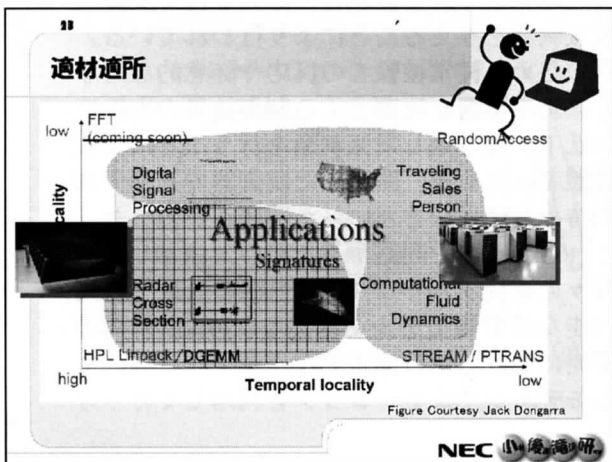 適材適所
FFT
low
(coming soon)
RandomAccess
Digital
Signal
Processing
Traveling
Sales
Person
Applications
Signatures
Radar
Cross
Section
Computational
Fluid
Dynamics
HPL Linpack/DGEMM
STREAM / PTRANS
high
Temporal locality
low
Figure Courtesy Jack Dongarra
NEC